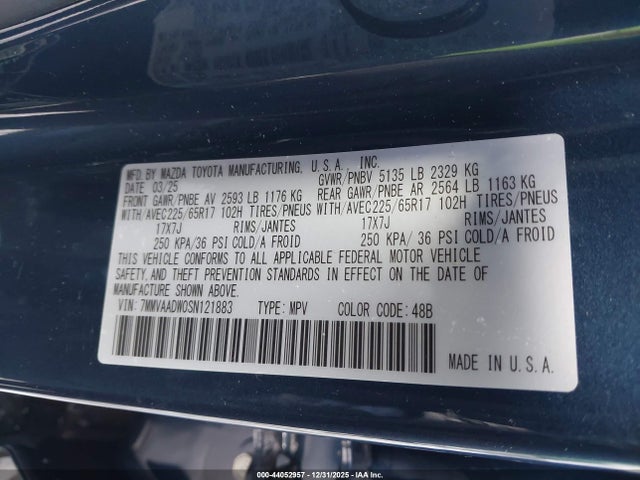 MFD BY MAZDA TOYOTA MANUFACTURING, U.S.A., INC.
03/25 GVWR/PNBV 5135 LB 2329 KG
FRONT GAWR/PNBE AV 2593 LB 1176 KG REAR GAWR/PNBE AR 2564 LB 1163 KG
WITH/AVEC225/65R17 102H TIRES/PNEUS WITH/AVEC225/65R17 102H TIRES/PNEUS
17X7J RIMS/JANTES 17X7J RIMS/JANTES
250 KPA/36 PSI COLD/A FROID 250 KPA/ 36 PSI COLD/A FROID
THIS VEHICLE CONFORMS TO ALL APPLICABLE FEDERAL MOTOR VEHICLE
SAFETY,AND THEFT PREVENTION STANDARDS IN EFFECT ON THE DATE OF
MANUFACTURE SHOWN ABOVE.
VIN: 7MMVAADW0SN121883 TYPE: MPV COLOR CODE: 48B
MADE IN U.S.A.
000-44052957 - 12/31/2025 - IAA Inc.